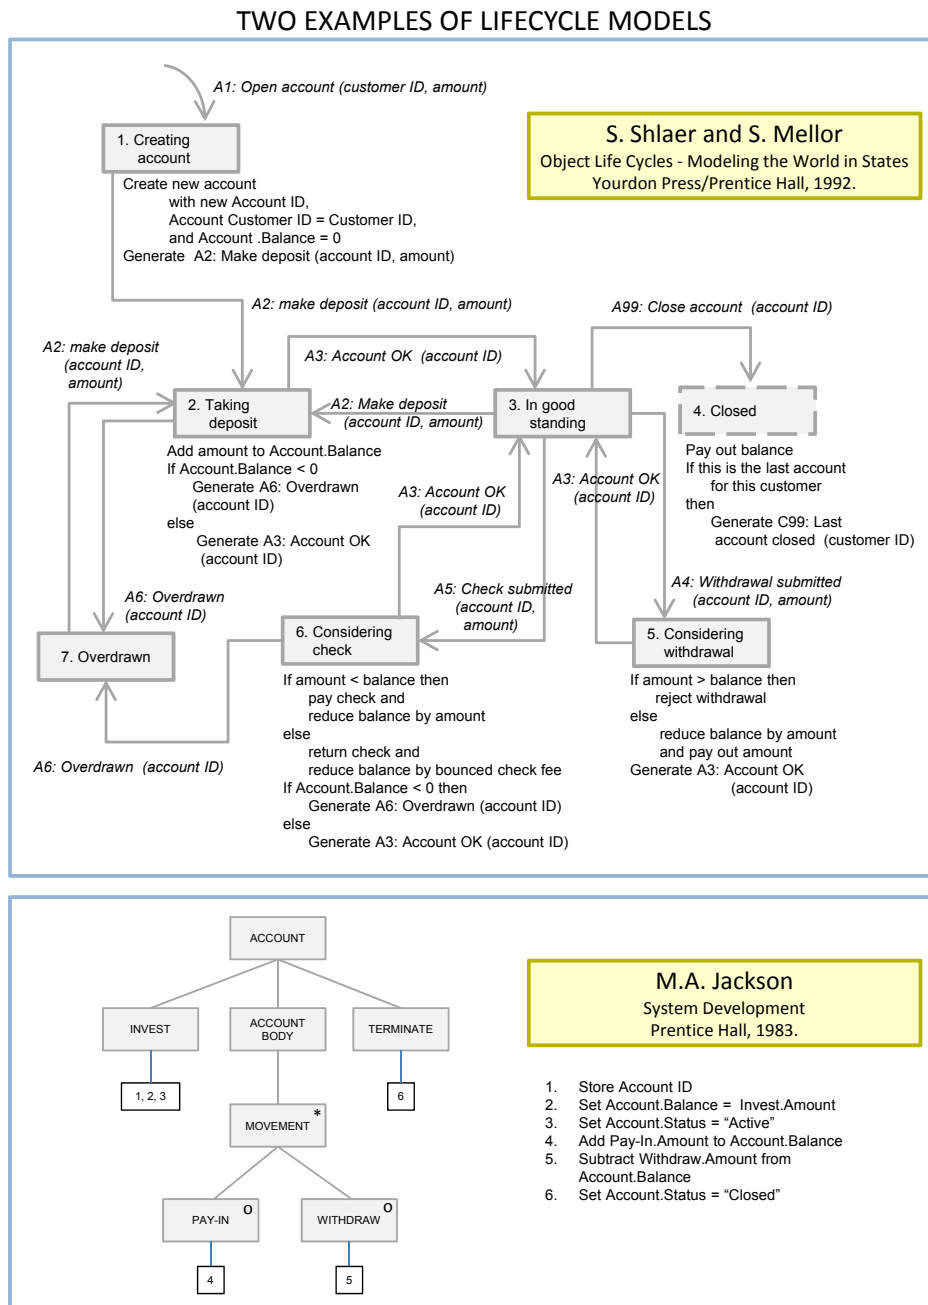 TWO EXAMPLES OF LIFECYCLE MODELS
A1: Open account (customer ID, amount)
1. Creating
account
S. Shlaer and S. Mellor
Object Life Cycles - Modeling the World in States
Yourdon Press/Prentice Hall, 1992.
Create new account
with new Account ID,
Account Customer ID = Customer ID,
and Account .Balance = 0
Generate A2: Make deposit (account ID, amount)
A2: make deposit (account ID, amount)
A99: Close account (account ID)
A2: make deposit
(account ID,
amount)
A3: Account OK (account ID)
2. Taking
deposit
A2: Make deposit
(account ID, amount)
3. In good
standing
4. Closed
Add amount to Account.Balance
If Account.Balance < 0
Generate A6: Overdrawn
(account ID)
else
Generate A3: Account OK
(account ID)
A3: Account OK
(account ID)
A3: Account OK
(account ID)
Pay out balance
If this is the last account
for this customer
then
Generate C99: Last
account closed (customer ID)
A6: Overdrawn
(account ID)
A5: Check submitted
(account ID,
amount)
A4: Withdrawal submitted
(account ID, amount)
7. Overdrawn
6. Considering
check
5. Considering
withdrawal
If amount < balance then
pay check and
reduce balance by amount
else
return check and
reduce balance by bounced check fee
If Account.Balance < 0 then
Generate A6: Overdrawn (account ID)
else
Generate A3: Account OK (account ID)
If amount > balance then
reject withdrawal
else
reduce balance by amount
and pay out amount
Generate A3: Account OK
(account ID)
A6: Overdrawn (account ID)
ACCOUNT
INVEST
ACCOUNT
BODY
TERMINATE
1, 2, 3
6
MOVEMENT *
PAY-IN O
WITHDRAW O
4
5
M.A. Jackson
System Development
Prentice Hall, 1983.
1. Store Account ID
2. Set Account.Balance = Invest.Amount
3. Set Account.Status = “Active”
4. Add Pay-In.Amount to Account.Balance
5. Subtract Withdraw.Amount from
Account.Balance
6. Set Account.Status = “Closed”